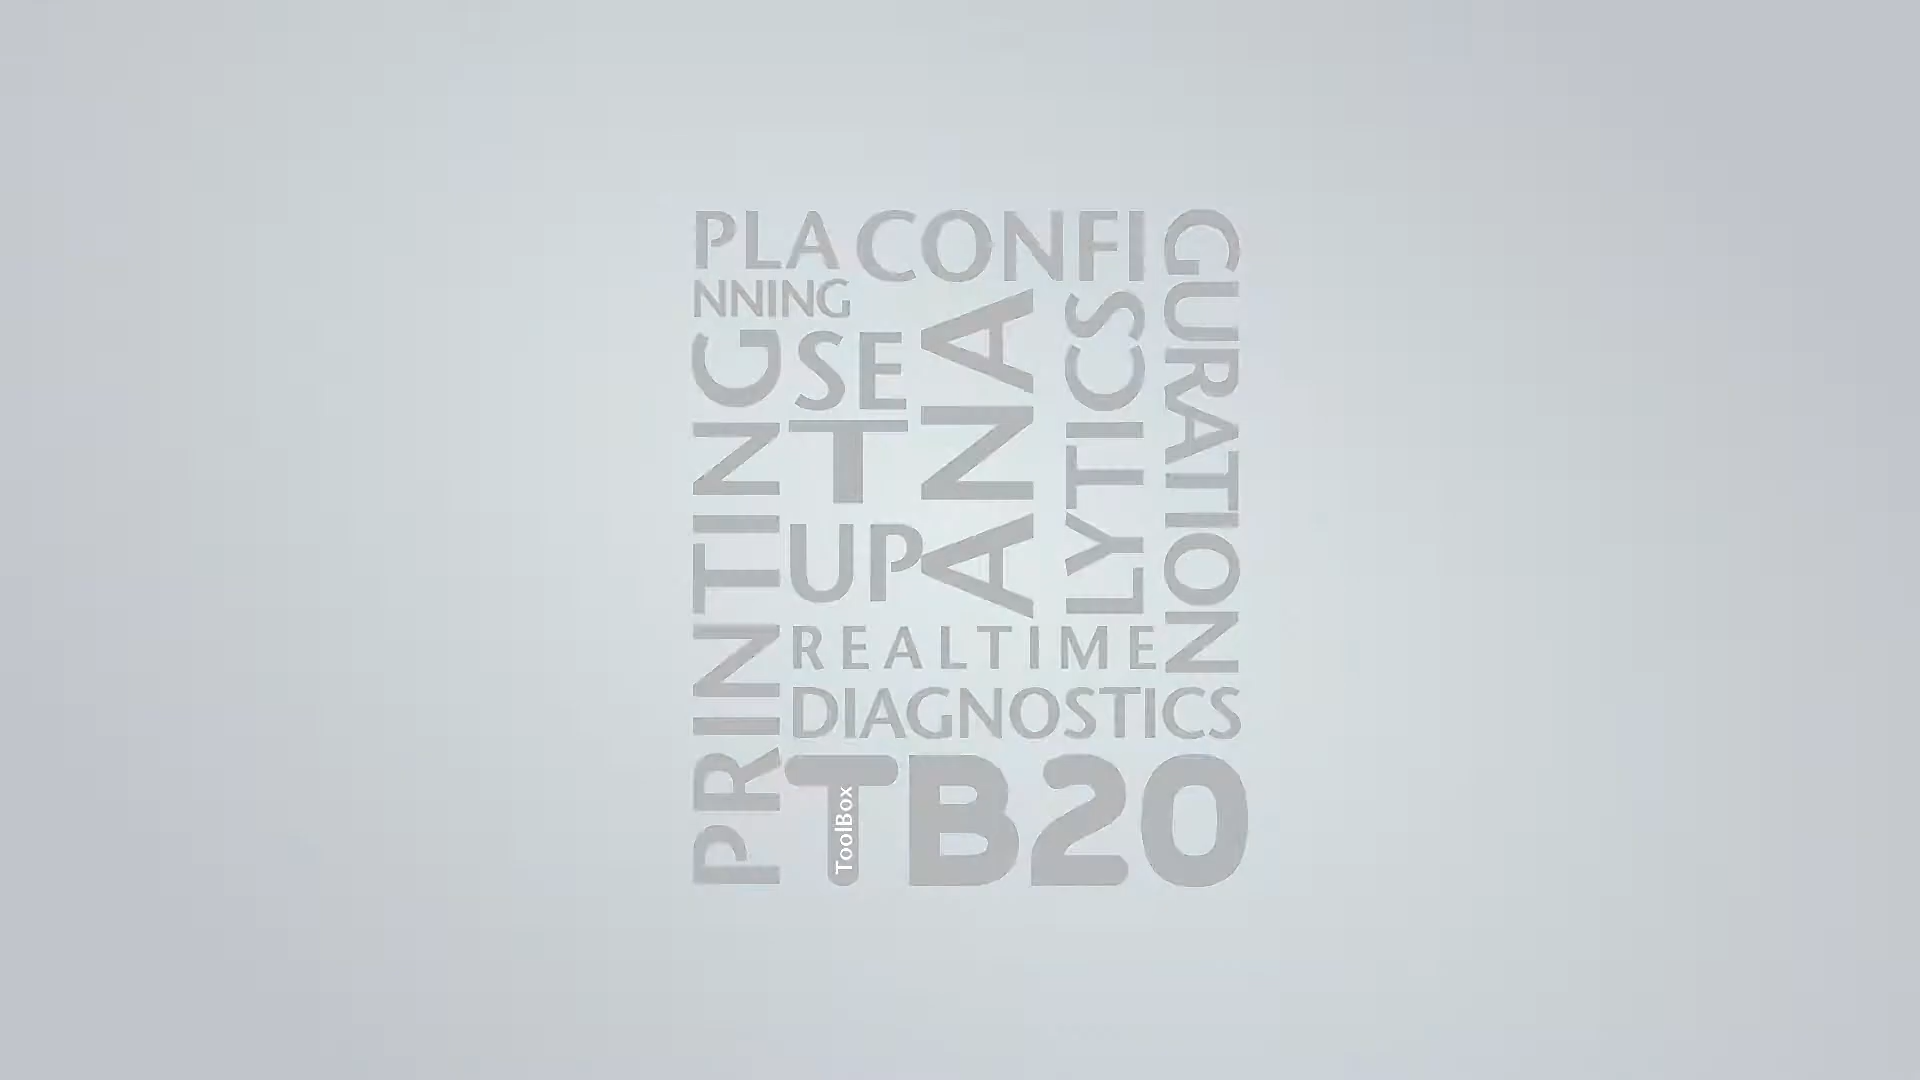 PLA
NNING
CONFI
GURATION
PRINTING
SE
T
UP
ANA
LYTICS
REALTIME
DIAGNOSTICS
TB20
ToolBox